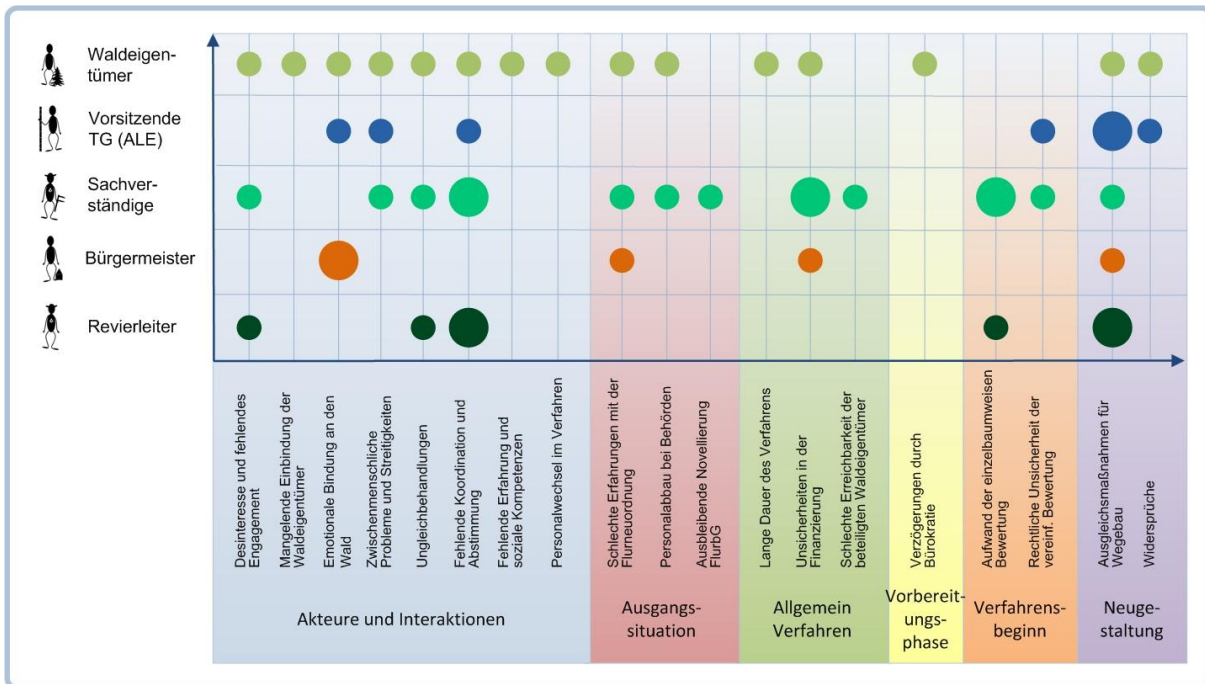 Waldeigen-
tümer
Vorsitzende
TG (ALE)
Sachver-
ständige
Bürgermeister
Revierleiter
Desinteresse und fehlendes
Engagement
Mangelende Einbindung der
Waldeigentümer
Emotionale Bindung an den
Wald
Zwischenmenschliche
Probleme und Streitigkeiten
Ungleichbehandlungen
Fehlende Koordination und
Abstimmung
Fehlende Erfahrung und
soziale Kompetenzen
Personalwechsel im Verfahren
Schlechte Erfahrungen mit der
Flurneuordnung
Personalabbau bei Behörden
Ausbleibende Novellierung
FlurbG
Lange Dauer des Verfahrens
Unsicherheiten in der
Finanzierung
Schlechte Erreichbarkeit der
beteiligten Waldeigentümer
Verzögerungen durch
Bürokratie
Aufwand der einzelbaumweisen
Bewertung
Rechtliche Unsicherheit der
vereinf. Bewertung
Ausgleichsmaßnahmen für
Wegebau
Widersprüche
Akteure und Interaktionen
Ausgangs-
situation
Allgemein
Verfahren
Vorbereit-
ungs-
phase
Verfahrens-
beginn
Neuge-
staltung